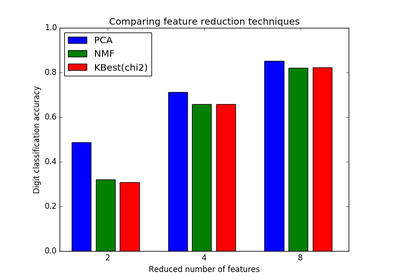 Comparing feature reduction techniques
PCA
NMF
KBest(chi2)
1.0
0.8
0.6
0.4
0.2
0.0
Digit classification accuracy
2 4 8
Reduced number of features